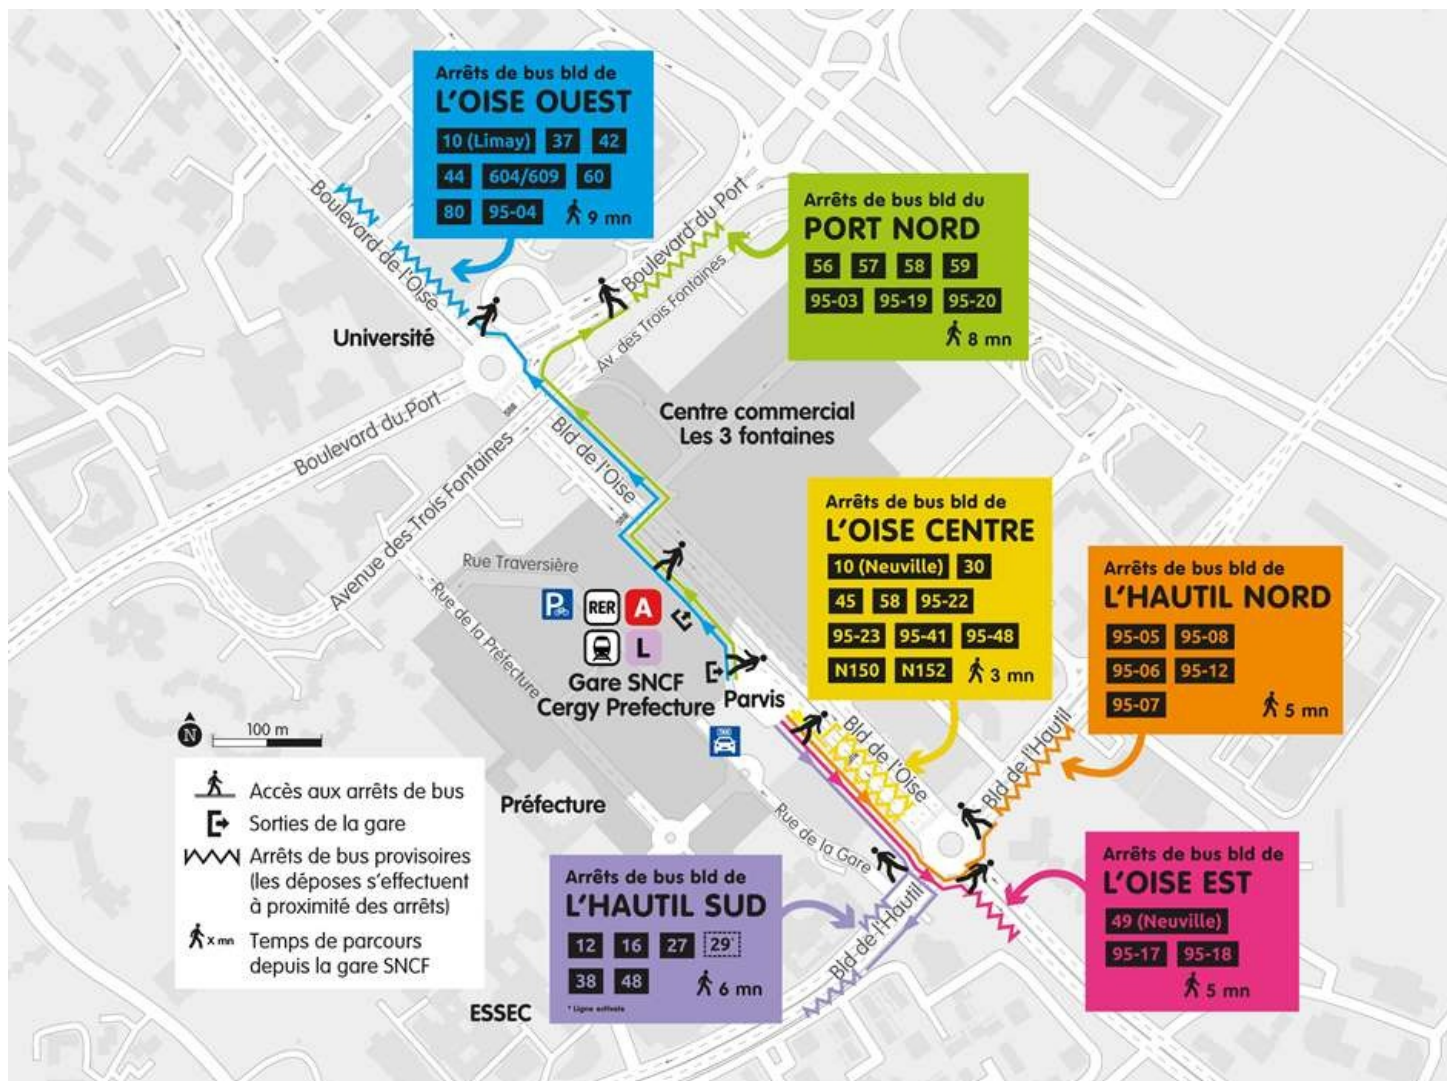 Arrêts de bus bld de
L'OISE OUEST
10 (Limay) 37 42
44 604/609 60
80 95-04 9 mn
Arrêts de bus bld du
PORT NORD
56 57 58 59
95-03 95-19 95-20
8 mn
Boulevard de l'Oise
Boulevard du Port
Av. des Trois Fontaines
Université
Boulevard du Port
Centre commercial
Les 3 fontaines
Bld de l'Oise
Avenue des Trois Fontaines
Rue Traversière
Rue de la Préfecture
P RER A
L
Gare SNCF
Cergy Prefecture
Parvis
Arrêts de bus bld de
L'OISE CENTRE
10 (Neuville) 30
45 58 95-22
95-23 95-41 95-48
N150 N152 3 mn
Arrêts de bus bld de
L'HAUTIL NORD
95-05 95-08
95-06 95-12
95-07 5 mn
Bld de l'Oise
Bld de l'Hautil
TAXI
N 100 m
Accès aux arrêts de bus
Sorties de la gare
Arrêts de bus provisoires
(les déposes s'effectuent
à proximité des arrêts)
x mn Temps de parcours
depuis la gare SNCF
Préfecture
Rue de la Gare
Arrêts de bus bld de
L'HAUTIL SUD
12 16 27 29*
38 48 6 mn
* Ligne estivale
Bld de l'Hautil
ESSEC
Arrêts de bus bld de
L'OISE EST
49 (Neuville)
95-17 95-18
5 mn